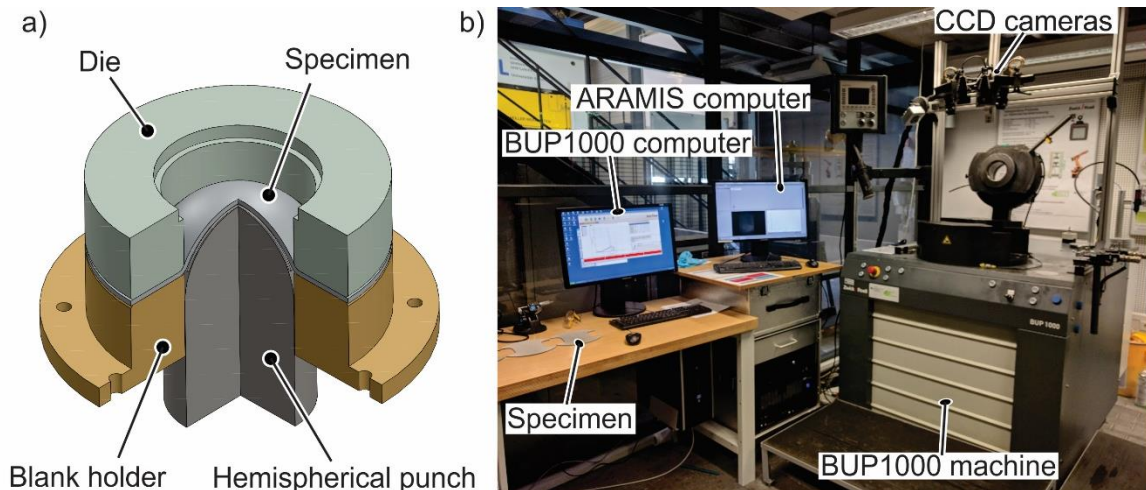 a)
Die
Specimen
Blank holder
Hemispherical punch
b)
CCD cameras
ARAMIS computer
BUP1000 computer
Specimen
BUP1000 machine
BUP 1000